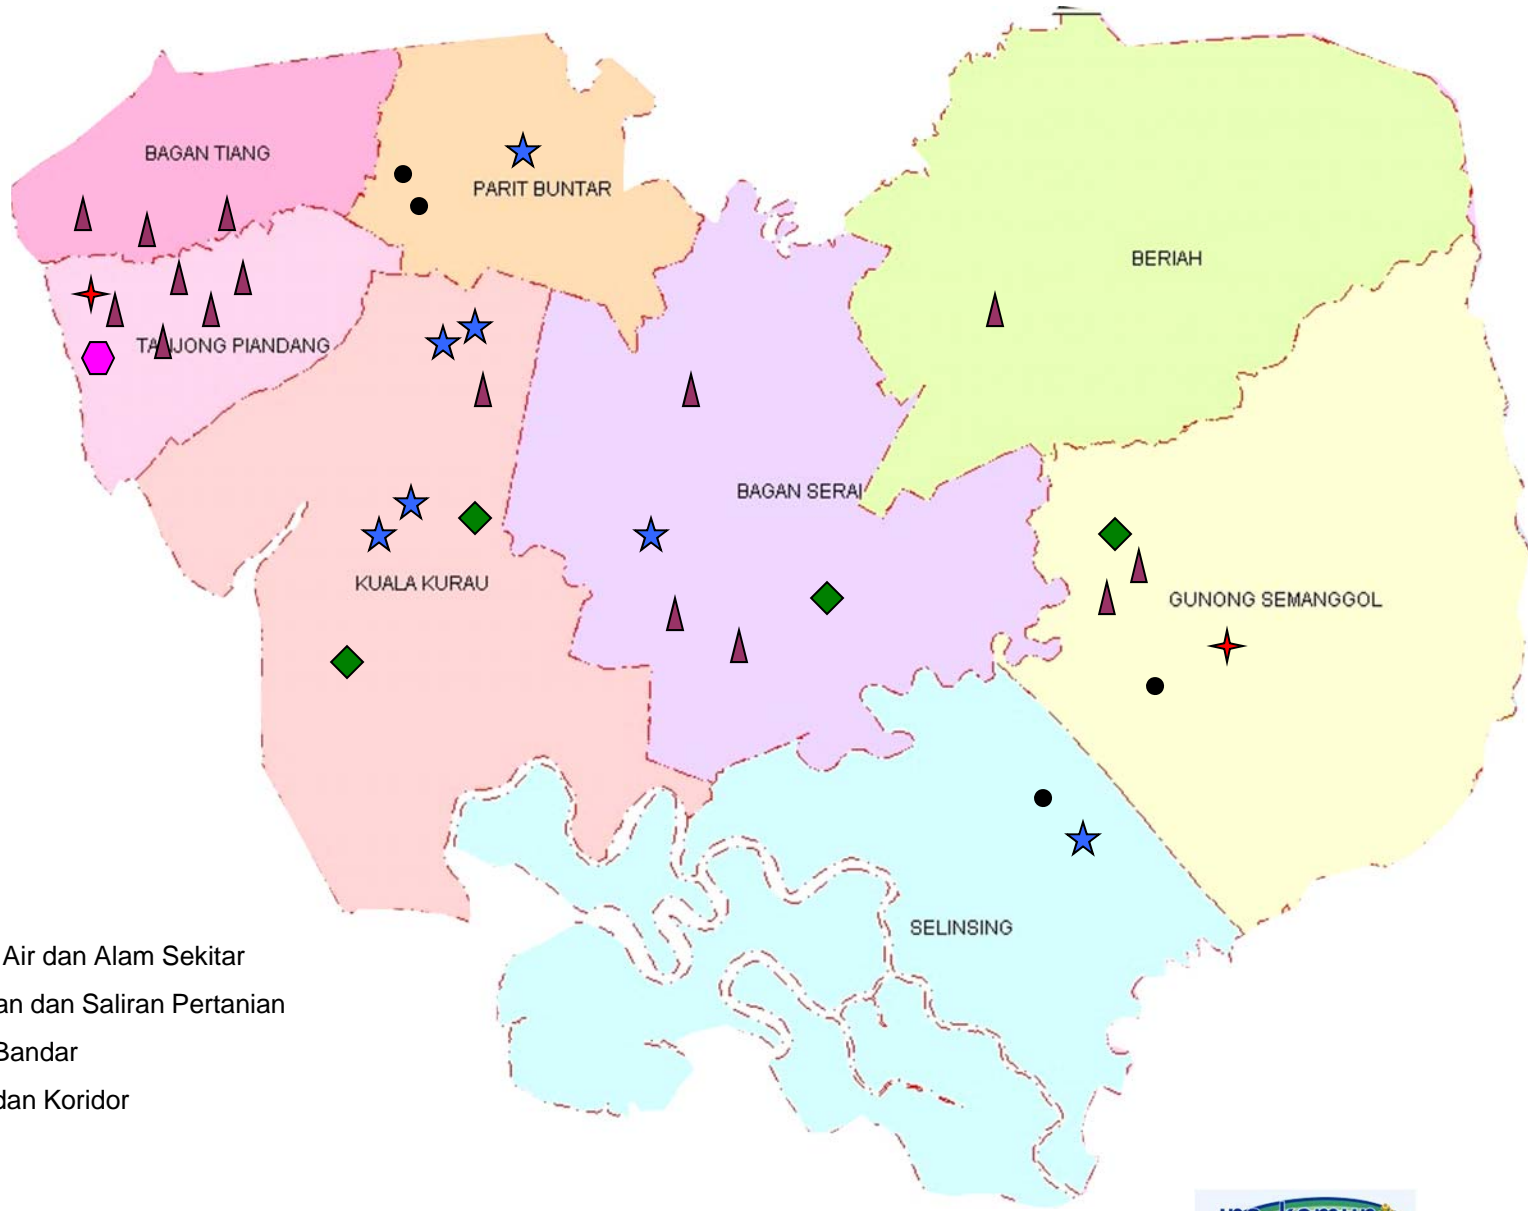 BAGAN TIANG
PARIT BUNTAR
BERIAH
TANJONG PIANDANG
BAGAN SERAI
KUALA KURAU
GUNONG SEMANGGOL
SELINSING
Air dan Alam Sekitar
an dan Saliran Pertanian
Bandar
dan Koridor